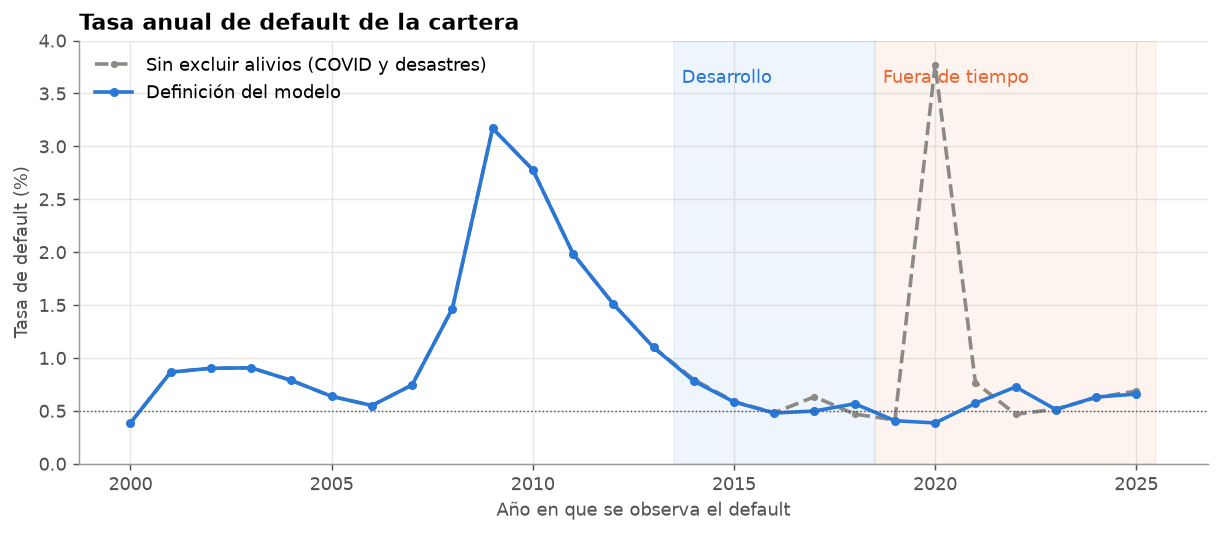 Tasa anual de default de la cartera
Sin excluir alivios (COVID y desastres)
Definición del modelo
Desarrollo
Fuera de tiempo
Tasa de default (%)
4.0
3.5
3.0
2.5
2.0
1.5
1.0
0.5
0.0
2000 2005 2010 2015 2020 2025
Año en que se observa el default